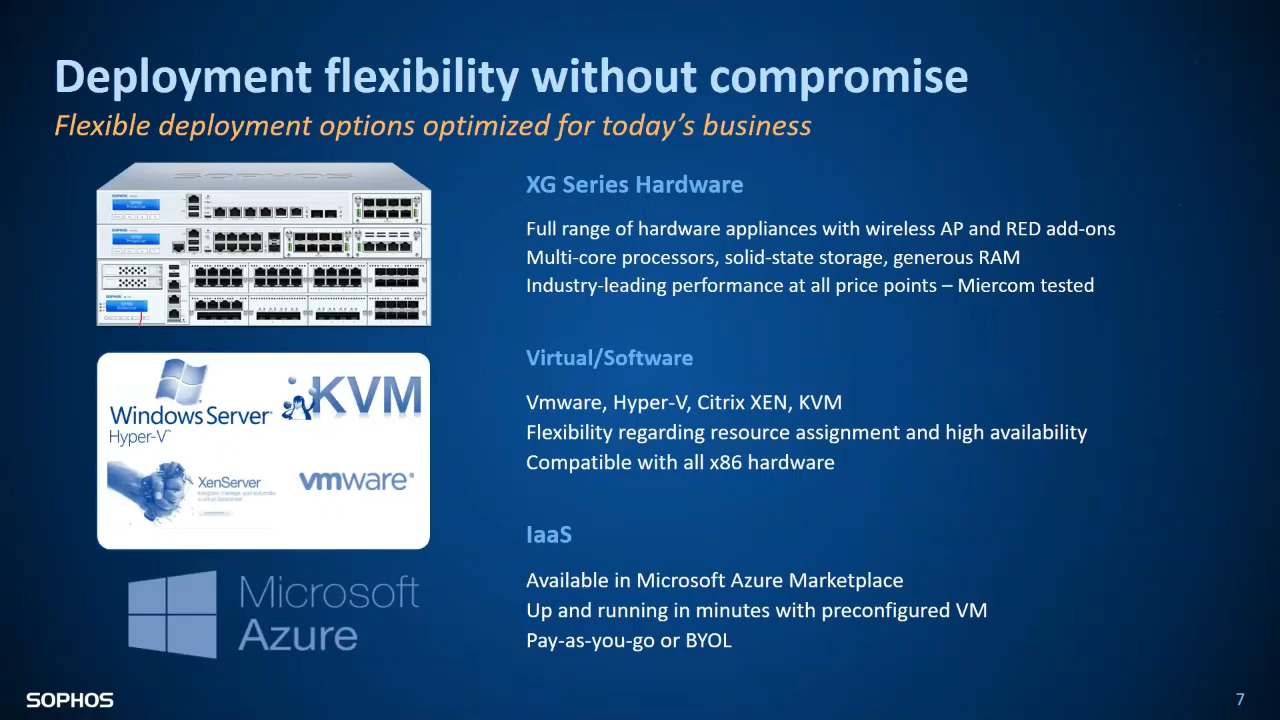 Deployment flexibility without compromise
Flexible deployment options optimized for today's business
SOPHOS
XG Series Hardware
Full range of hardware appliances with wireless AP and RED add-ons
Multi-core processors, solid-state storage, generous RAM
Industry-leading performance at all price points – Miercom tested
Windows Server
Hyper-V™
KVM
XenServer
vmware®
Virtual/Software
Vmware, Hyper-V, Citrix XEN, KVM
Flexibility regarding resource assignment and high availability
Compatible with all x86 hardware
Microsoft
Azure
IaaS
Available in Microsoft Azure Marketplace
Up and running in minutes with preconfigured VM
Pay-as-you-go or BYOL
SOPHOS
7